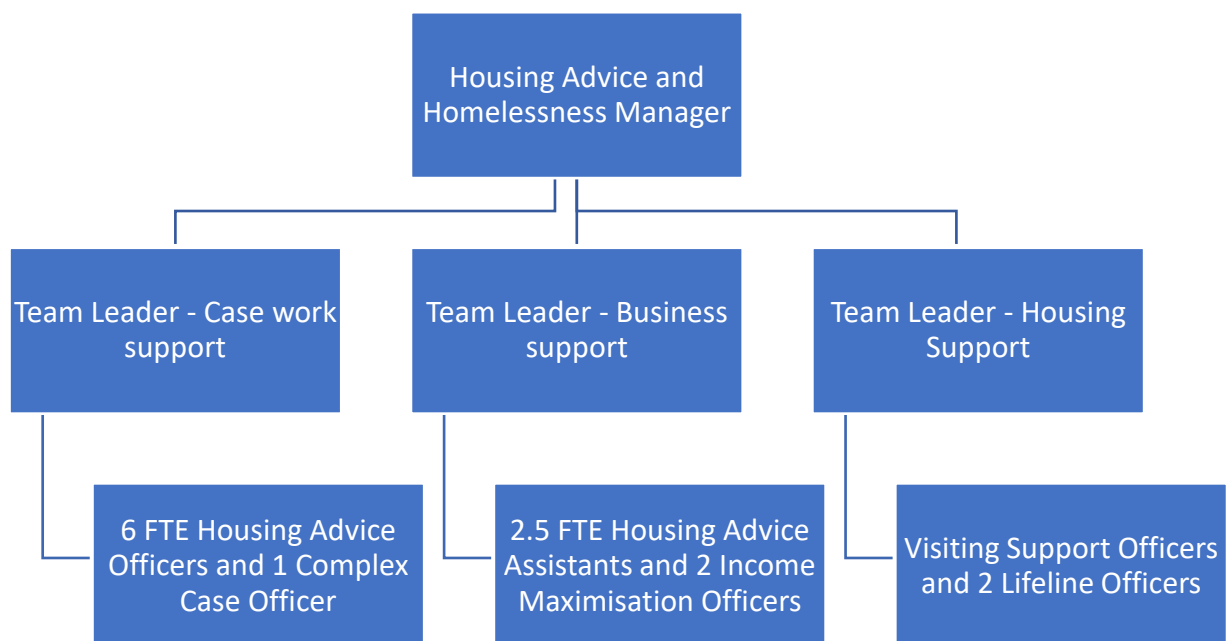 Housing Advice and
Homelessness Manager
Team Leader - Case work
support
Team Leader - Business
support
Team Leader - Housing
Support
6 FTE Housing Advice
Officers and 1 Complex
Case Officer
2.5 FTE Housing Advice
Assistants and 2 Income
Maximisation Officers
Visiting Support Officers
and 2 Lifeline Officers